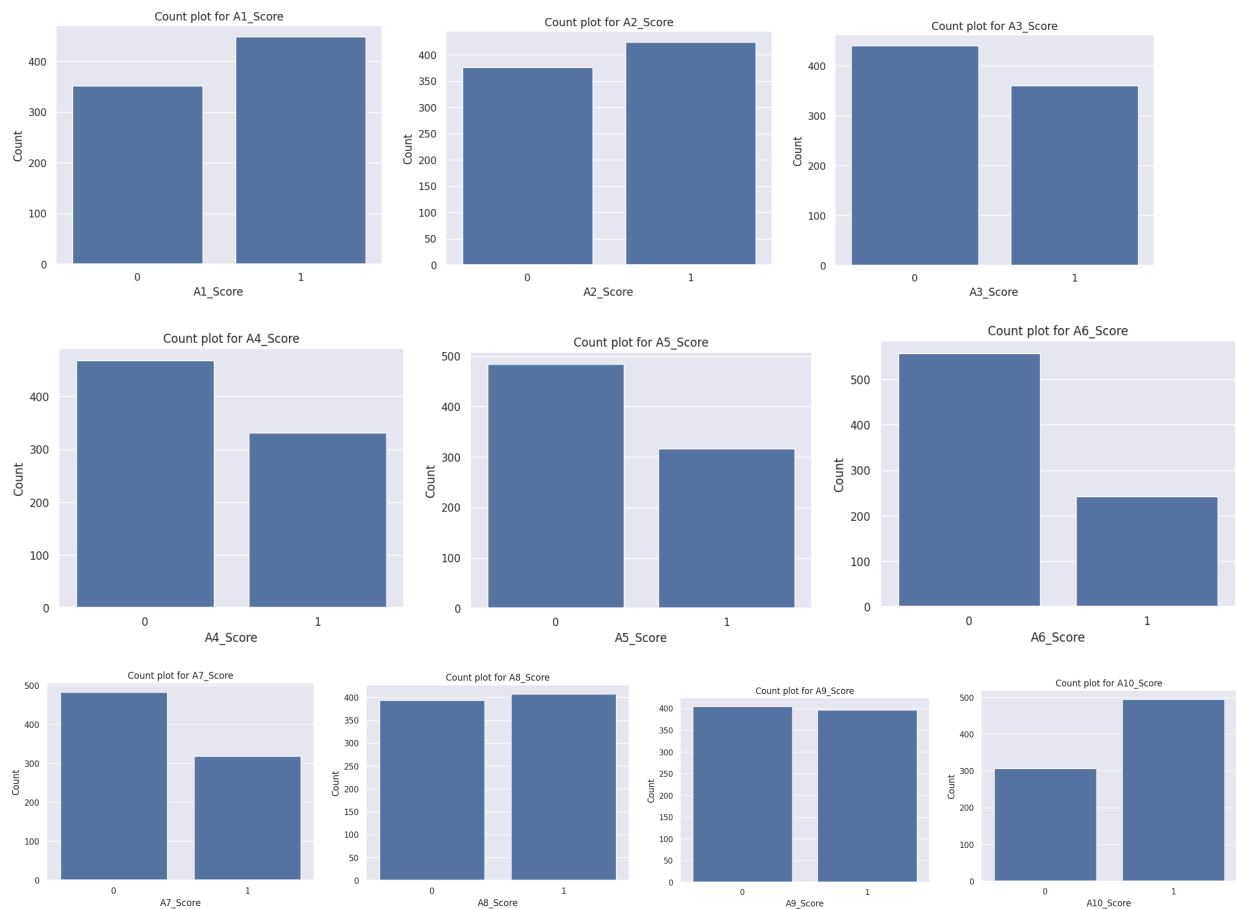 Count plot for A1_Score
400
300
200
100
0
Count
0 1
A1_Score
Count plot for A2_Score
400
350
300
250
200
150
100
50
0
Count
0 1
A2_Score
Count plot for A3_Score
400
300
200
100
0
Count
0 1
A3_Score
Count plot for A4_Score
400
300
200
100
0
Count
0 1
A4_Score
Count plot for A5_Score
500
400
300
200
100
0
Count
0 1
A5_Score
Count plot for A6_Score
500
400
300
200
100
0
Count
0 1
A6_Score
Count plot for A7_Score
500
400
300
200
100
0
Count
0 1
A7_Score
Count plot for A8_Score
400
350
300
250
200
150
100
50
0
Count
0 1
A8_Score
Count plot for A9_Score
400
350
300
250
200
150
100
50
0
Count
0 1
A9_Score
Count plot for A10_Score
500
400
300
200
100
0
Count
0 1
A10_Score